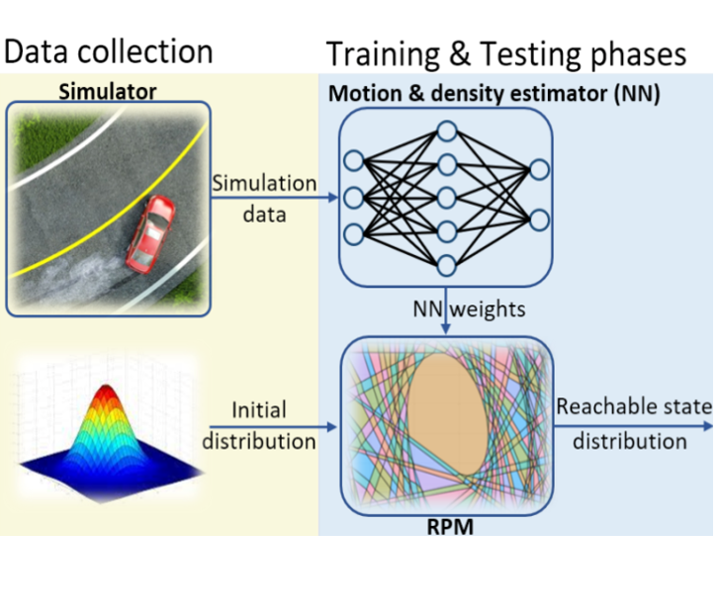 Data collection
Training & Testing phases
Simulator
Motion & density estimator (NN)
Simulation
data
NN weights
Initial
distribution
Reachable state
distribution
RPM